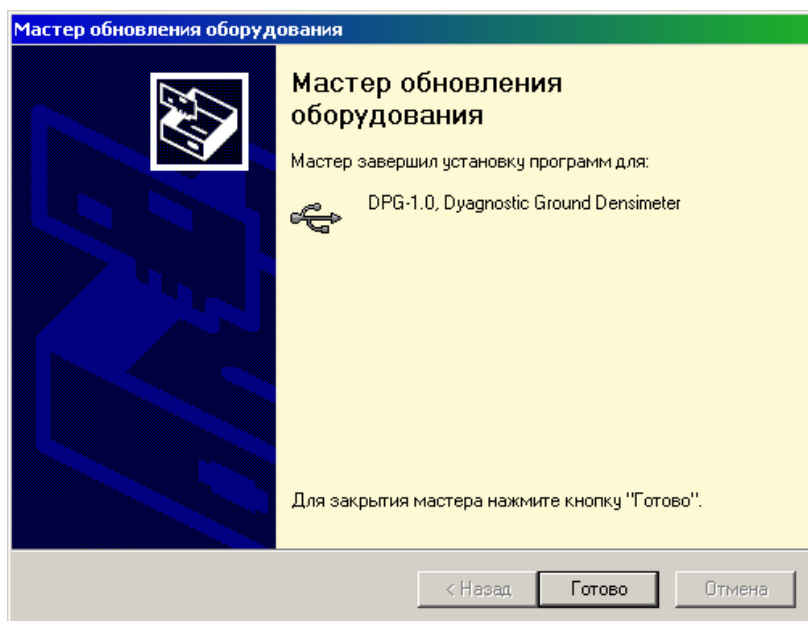 Мастер обновления оборудования
Мастер обновления
оборудования
Мастер завершил установку программ для:
DPG-1.0, Dyagnostic Ground Densimeter
Для закрытия мастера нажмите кнопку "Готово".
< Назад
Готово
Отмена